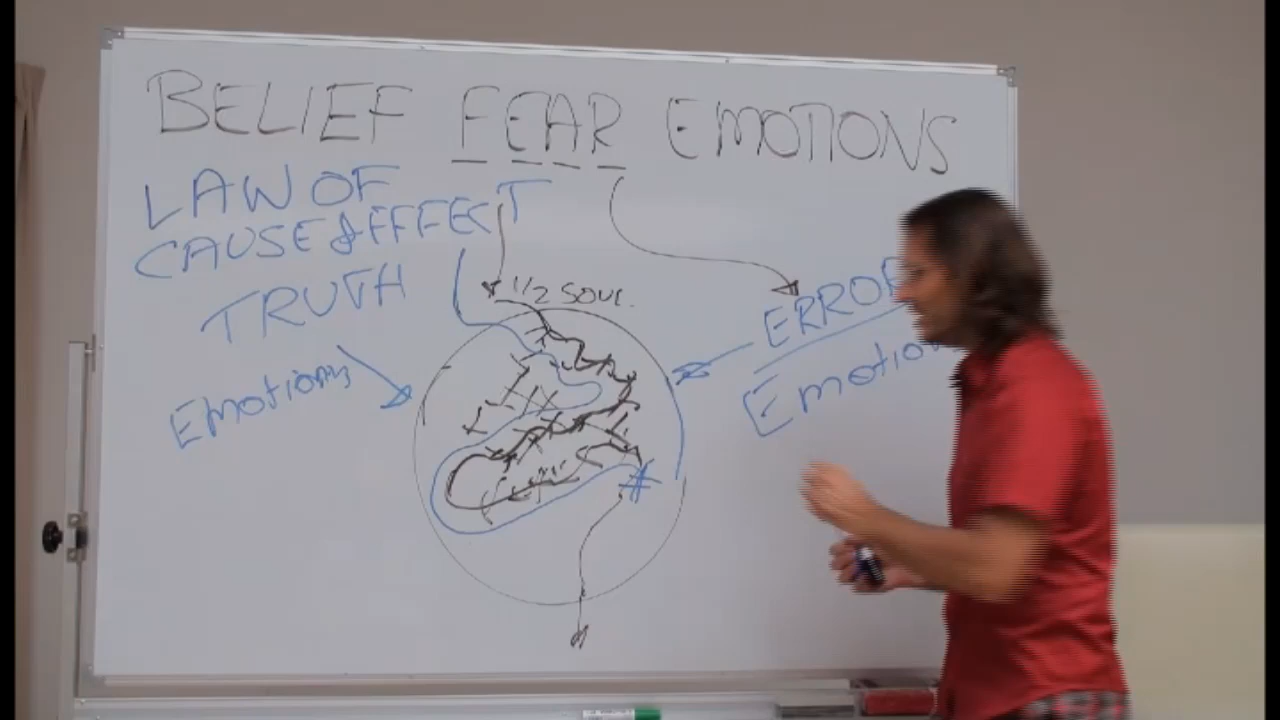 BELIEF FEAR EMOTIONS
LAW OF
CAUSE & EFFECT
TRUTH
Emotions
1/2 SOUL
ERROR
Emotion